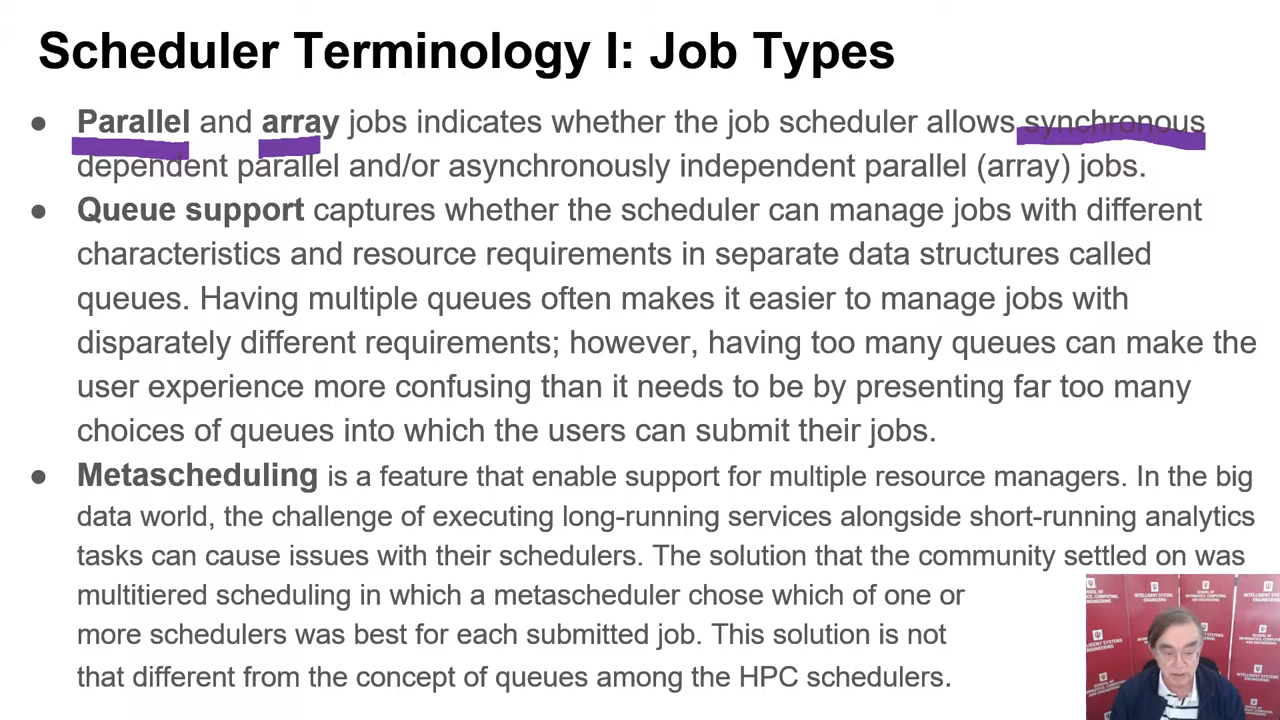 Scheduler Terminology I: Job Types
● Parallel and array jobs indicates whether the job scheduler allows synchronous
dependent parallel and/or asynchronously independent parallel (array) jobs.
● Queue support captures whether the scheduler can manage jobs with different
characteristics and resource requirements in separate data structures called
queues. Having multiple queues often makes it easier to manage jobs with
disparately different requirements; however, having too many queues can make the
user experience more confusing than it needs to be by presenting far too many
choices of queues into which the users can submit their jobs.
● Metascheduling is a feature that enable support for multiple resource managers. In the big
data world, the challenge of executing long-running services alongside short-running analytics
tasks can cause issues with their schedulers. The solution that the community settled on was
multitiered scheduling in which a metascheduler chose which of one or
more schedulers was best for each submitted job. This solution is not
that different from the concept of queues among the HPC schedulers.
INTELLIGENT SYSTEMS
ENGINEERING